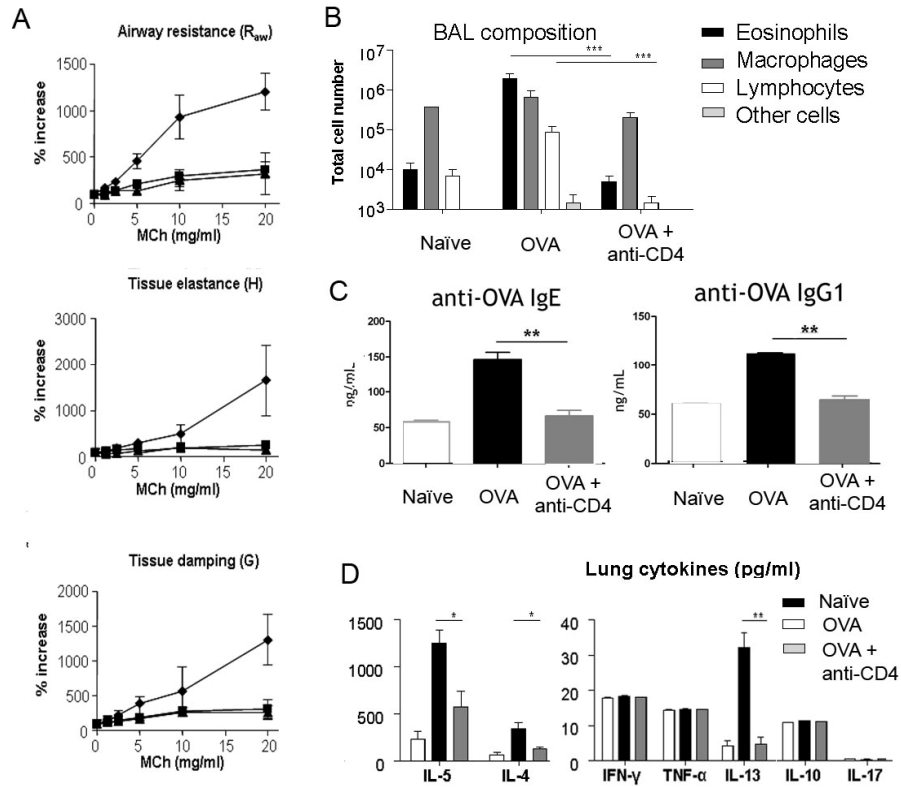 A
Airway resistance (Raw)
1500
1000
500
0
% increase
0 5 10 15 20
MCh (mg/ml)
Tissue elastance (H)
3000
2000
1000
0
% increase
0 5 10 15 20
MCh (mg/ml)
Tissue damping (G)
2000
1500
1000
500
0
% increase
0 5 10 15 20
MCh (mg/ml)
B
BAL composition
10⁷
10⁶
10⁵
10⁴
10³
Total cell number
***
***
Naïve OVA OVA +
anti-CD4
Eosinophils
Macrophages
Lymphocytes
Other cells
C
anti-OVA IgE
200
150
100
50
0
ng/mL
**
Naïve OVA OVA +
anti-CD4
anti-OVA IgG1
150
100
50
0
ng/mL
**
Naïve OVA OVA +
anti-CD4
D
Lung cytokines (pg/ml)
1500
1000
500
0
*
*
IL-5 IL-4
40
30
20
10
0
**
IFN-γ TNF-α IL-13 IL-10 IL-17
Naïve
OVA
OVA +
anti-CD4